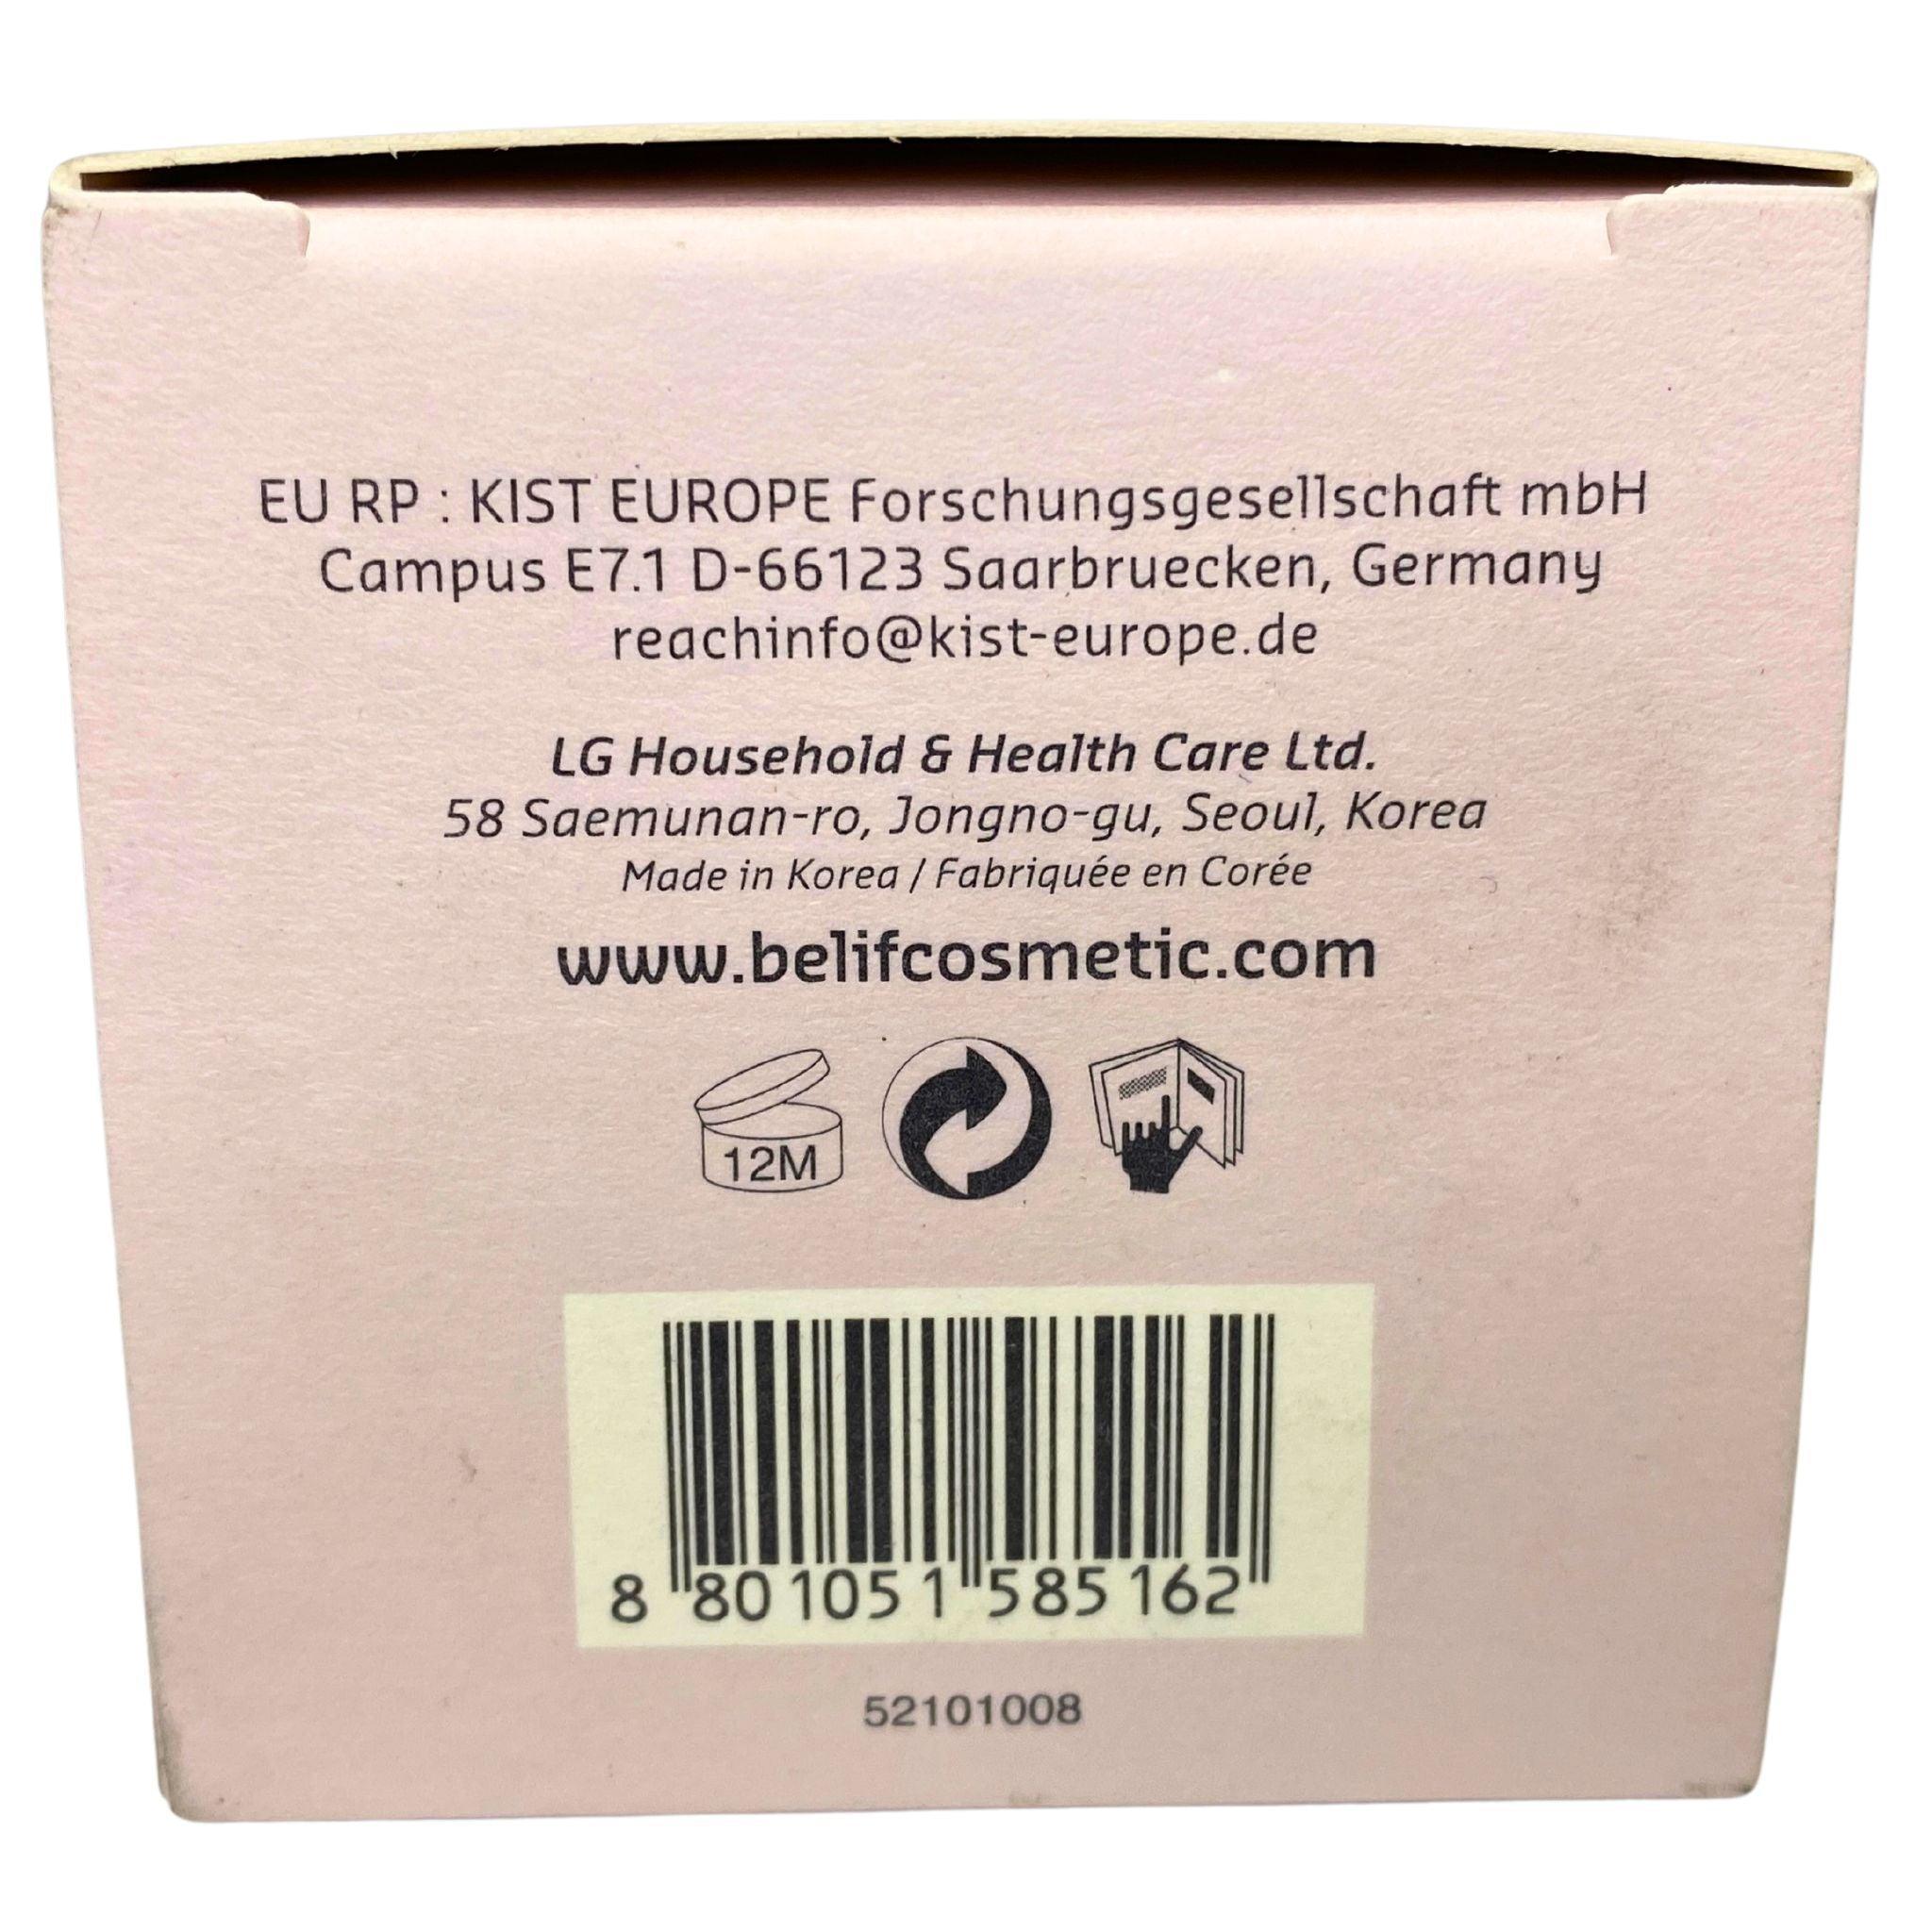 EU RP : KIST EUROPE Forschungsgesellschaft mbH
Campus E7.1 D-66123 Saarbruecken, Germany
reachinfo@kist-europe.de
LG Household & Health Care Ltd.
58 Saemunan-ro, Jongno-gu, Seoul, Korea
Made in Korea / Fabriquée en Corée
www.belifcosmetic.com
12M
8 801051 585162
52101008